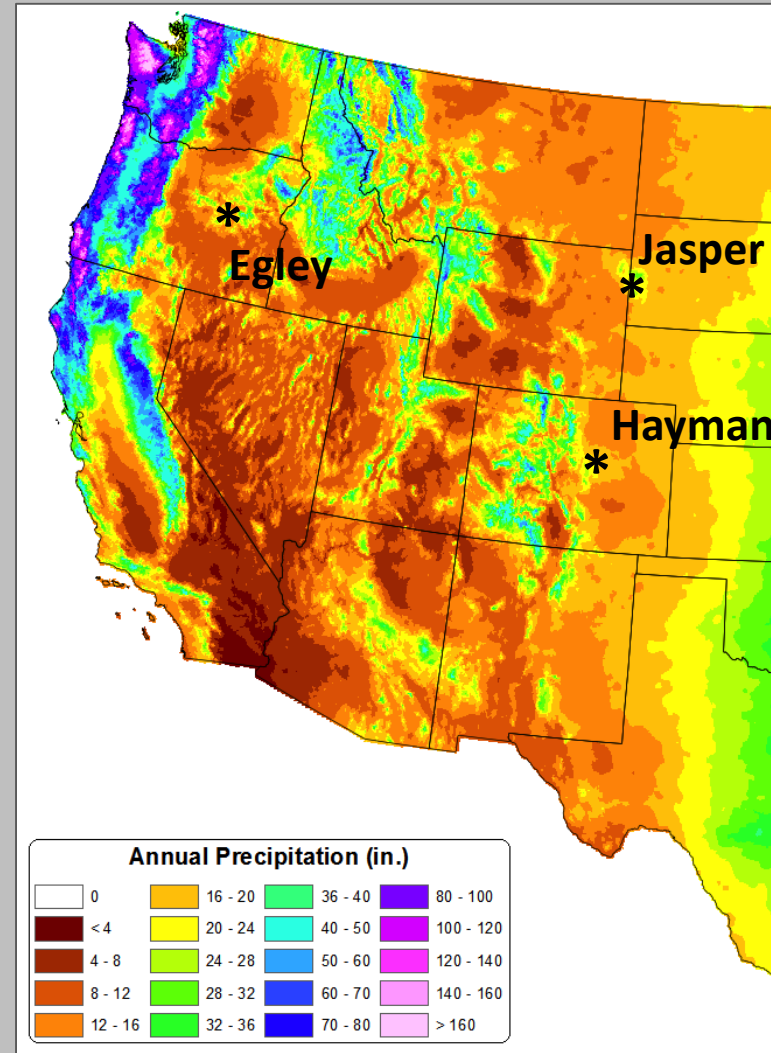 Jasper
*
*
Egley
Hayman
*
Annual Precipitation (in.)
0 16 - 20 36 - 40 80 - 100
< 4 20 - 24 40 - 50 100 - 120
4 - 8 24 - 28 50 - 60 120 - 140
8 - 12 28 - 32 60 - 70 140 - 160
12 - 16 32 - 36 70 - 80 > 160